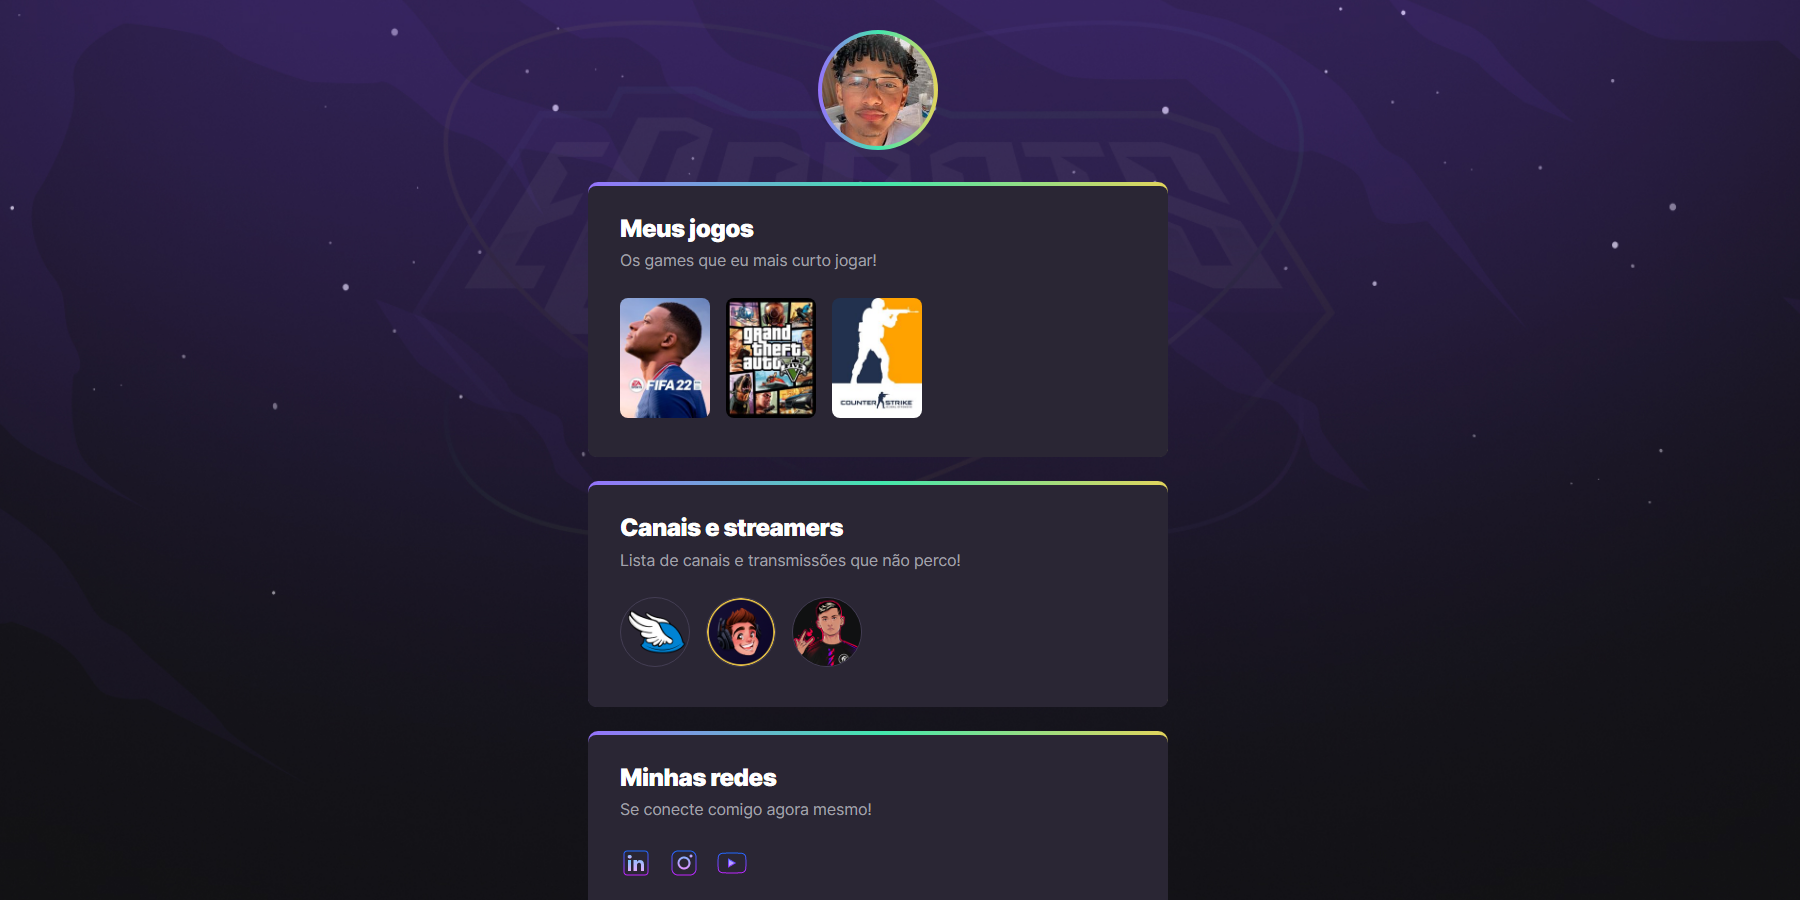 Meus jogos
Os games que eu mais curto jogar!
FIFA 22
grand
theft
auto V
COUNTER STRIKE
Canais e streamers
Lista de canais e transmissões que não perco!
Minhas redes
Se conecte comigo agora mesmo!
in